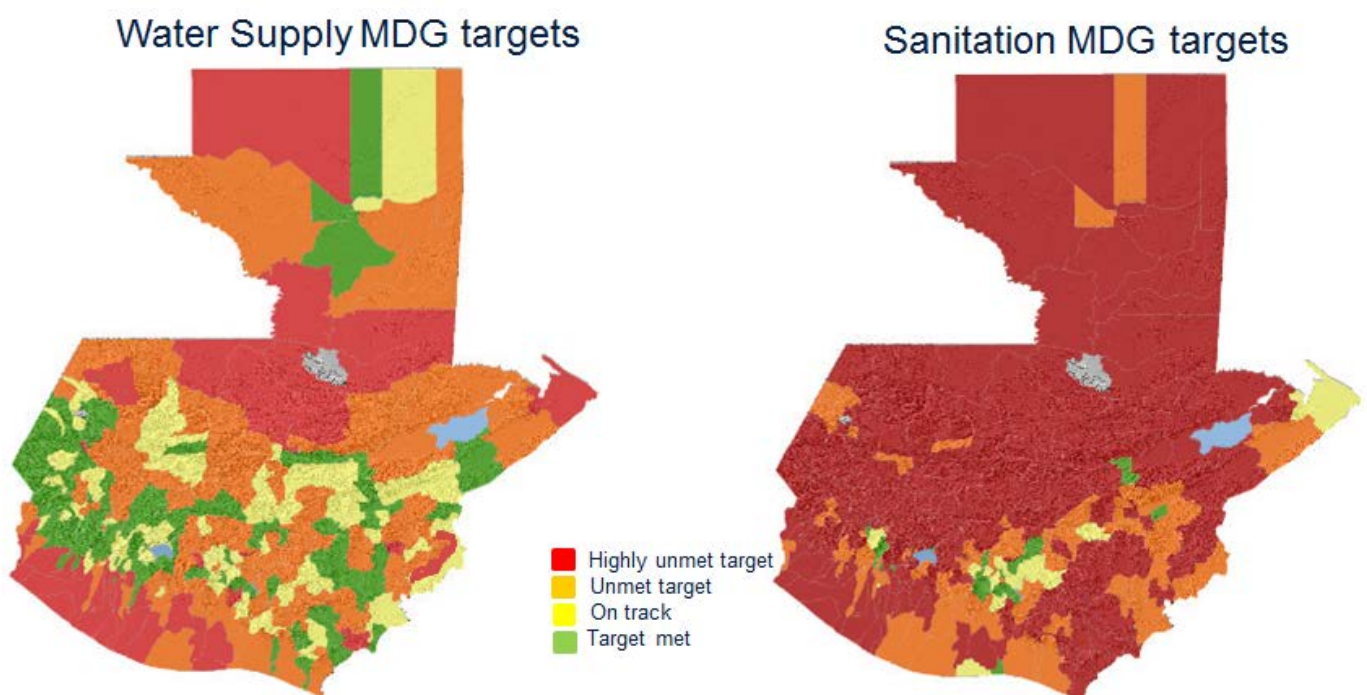 Water Supply MDG targets
Sanitation MDG targets
Highly unmet target
Unmet target
On track
Target met